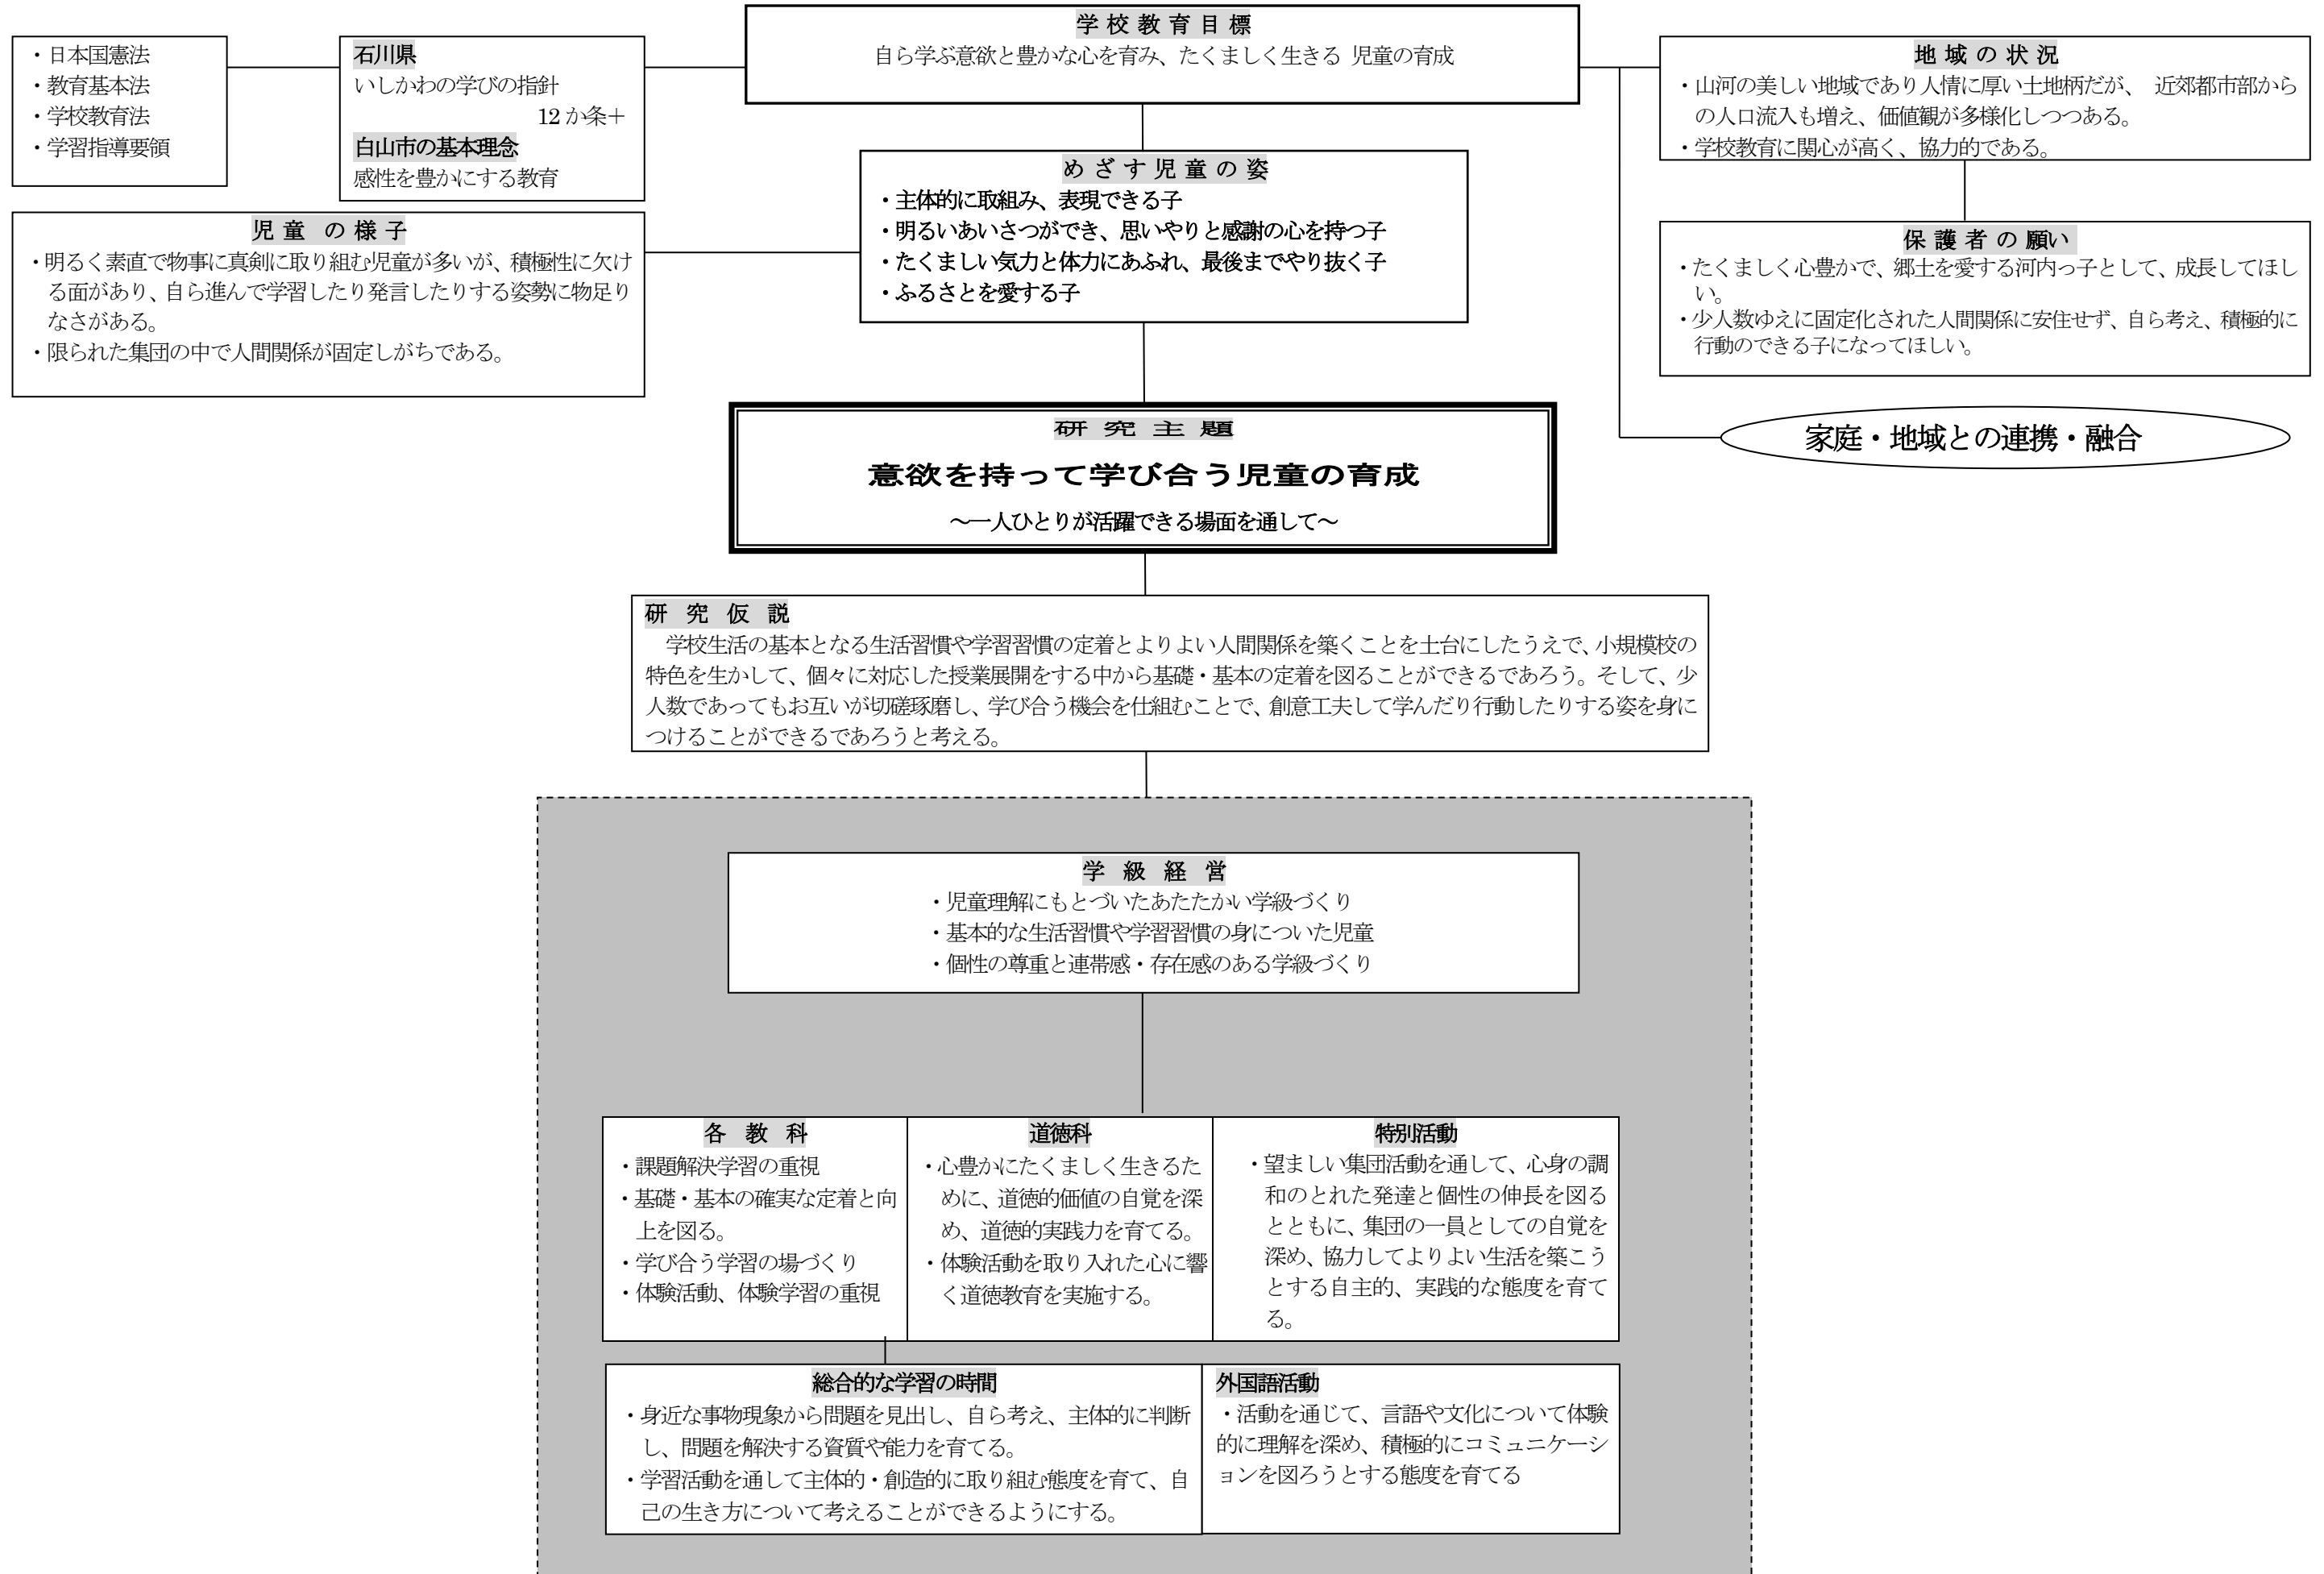 学校教育目標
自ら学ぶ意欲と豊かな心を育み、たくましく生きる 児童の育成
・日本国憲法
・教育基本法
・学校教育法
・学習指導要領
石川県
いしかわの学びの指針
12か条＋
白山市の基本理念
感性を豊かにする教育
地域の状況
・山河の美しい地域であり人情に厚い土地柄だが、 近郊都市部から
の人口流入も増え、価値観が多様化しつつある。
・学校教育に関心が高く、協力的である。
めざす児童の姿
・主体的に取組み、表現できる子
・明るいあいさつができ、思いやりと感謝の心を持つ子
・たくましい気力と体力にあふれ、最後までやり抜く子
・ふるさとを愛する子
児童 の様子
・明るく素直で物事に真剣に取り組む児童が多いが、積極性に欠け
る面があり、自ら進んで学習したり発言したりする姿勢に物足り
なさがある。
・限られた集団の中で人間関係が固定しがちである。
保護者の願い
・たくましく心豊かで、郷土を愛する河内っ子として、成長してほし
い。
・少人数ゆえに固定化された人間関係に安住せず、自ら考え、積極的に
行動のできる子になってほしい。
家庭・地域との連携・融合
研究主題
意欲を持って学び合う児童の育成
～一人ひとりが活躍できる場面を通して～
研究仮説
学校生活の基本となる生活習慣や学習習慣の定着とよりよい人間関係を築くことを土台にしたうえで、小規模校の
特色を生かして、個々に対応した授業展開をする中から基礎・基本の定着を図ることができるであろう。そして、少
人数であってもお互いが切磋琢磨し、学び合う機会を仕組むことで、創意工夫して学んだり行動したりする姿を身に
つけることができるであろうと考える。
学級経営
・児童理解にもとづいたあたたかい学級づくり
・基本的な生活習慣や学習習慣の身についた児童
・個性の尊重と連帯感・存在感のある学級づくり
各教科
・課題解決学習の重視
・基礎・基本の確実な定着と向
上を図る。
・学び合う学習の場づくり
・体験活動、体験学習の重視
道徳科
・心豊かにたくましく生きるた
めに、道徳的価値の自覚を深
め、道徳的実践力を育てる。
・体験活動を取り入れた心に響
く道徳教育を実施する。
特別活動
・望ましい集団活動を通して、心身の調
和のとれた発達と個性の伸長を図る
とともに、集団の一員としての自覚を
深め、協力してよりよい生活を築こう
とする自主的、実践的な態度を育て
る。
総合的な学習の時間
・身近な事物現象から問題を見出し、自ら考え、主体的に判断
し、問題を解決する資質や能力を育てる。
・学習活動を通して主体的・創造的に取り組む態度を育て、自
己の生き方について考えることができるようにする。
外国語活動
・活動を通じて、言語や文化について体験
的に理解を深め、積極的にコミュニケーシ
ョンを図ろうとする態度を育てる